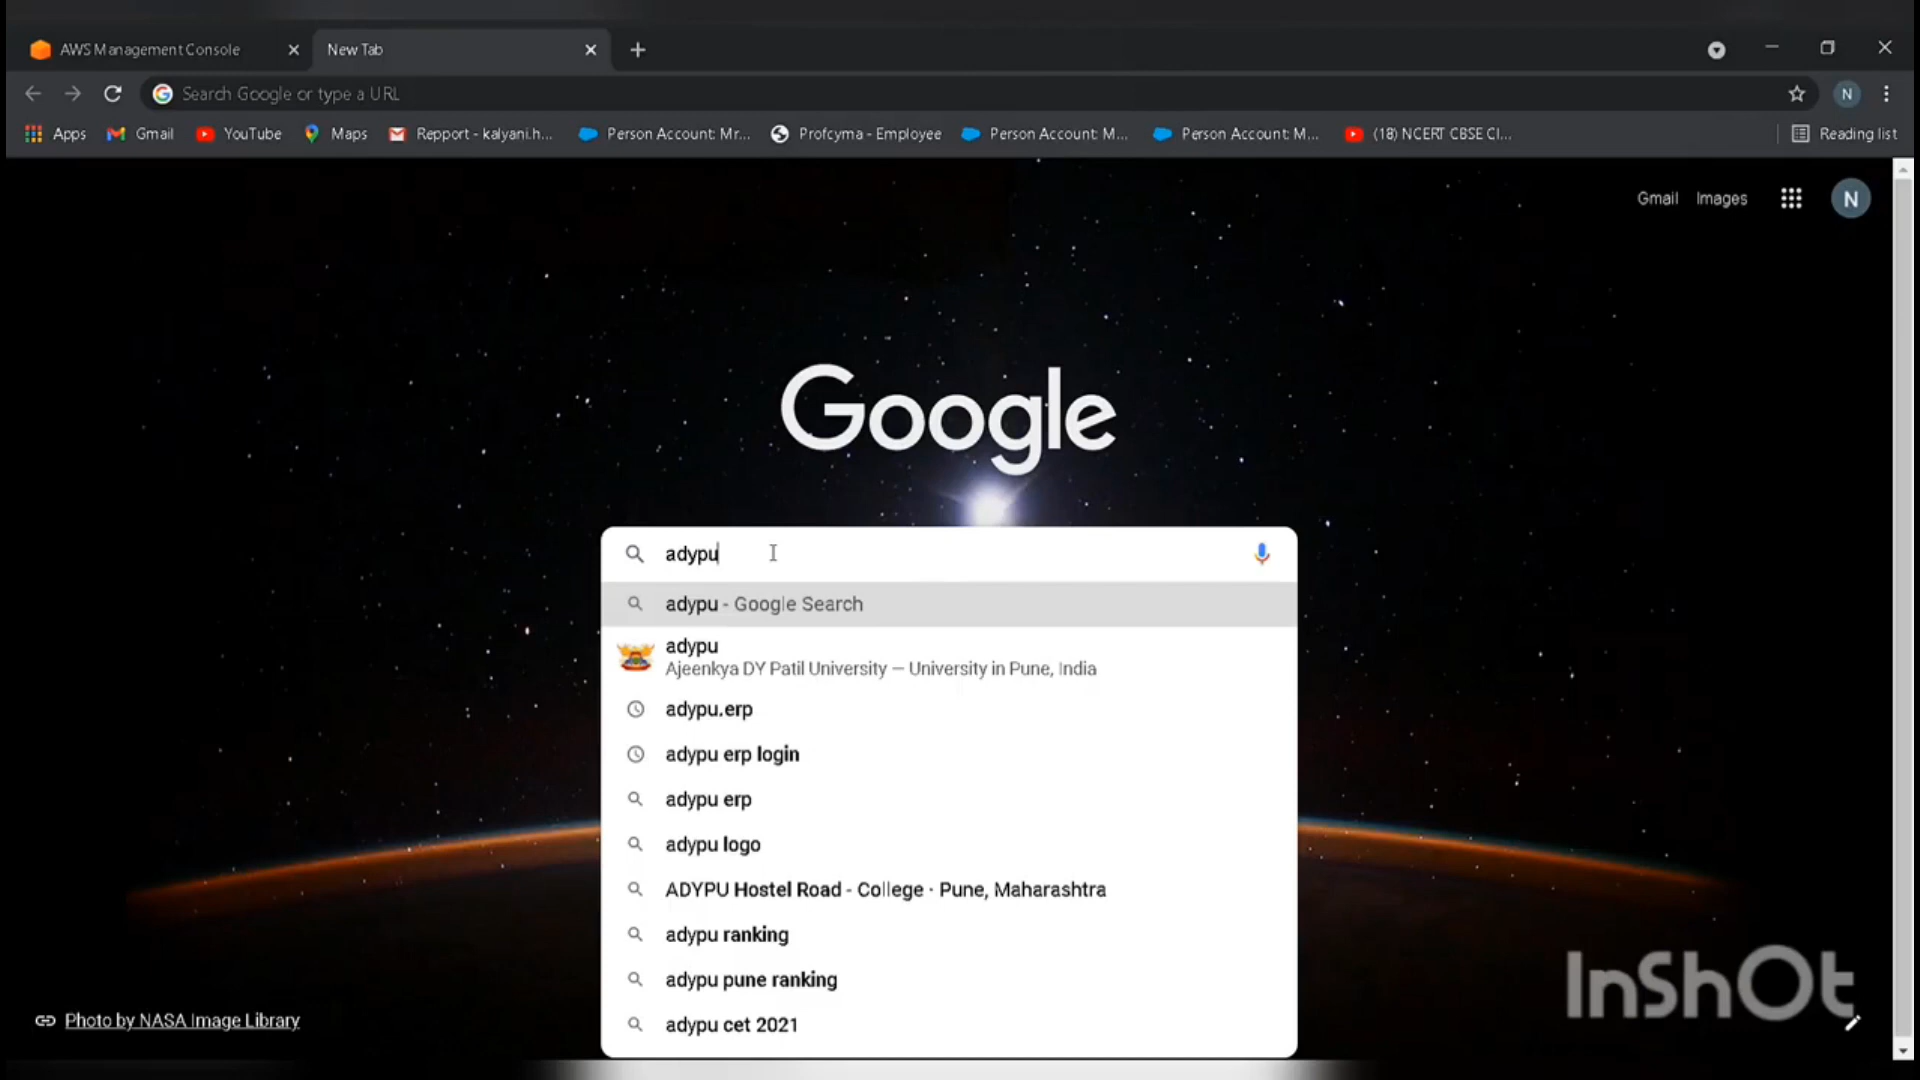 AWS Management Console
New Tab
Search Google or type a URL
Apps
Gmail
YouTube
Maps
Repport - kalyani.h...
Person Account: Mr...
Profcyma - Employee
Person Account: M...
Person Account: M...
(18) NCERT CBSE Cl...
Reading list
N
Gmail
Images
N
Google
adypu
adypu - Google Search
adypu
Ajeenkya DY Patil University — University in Pune, India
adypu.erp
adypu erp login
adypu erp
adypu logo
ADYPU Hostel Road - College · Pune, Maharashtra
adypu ranking
adypu pune ranking
adypu cet 2021
Photo by NASA Image Library
InShOt